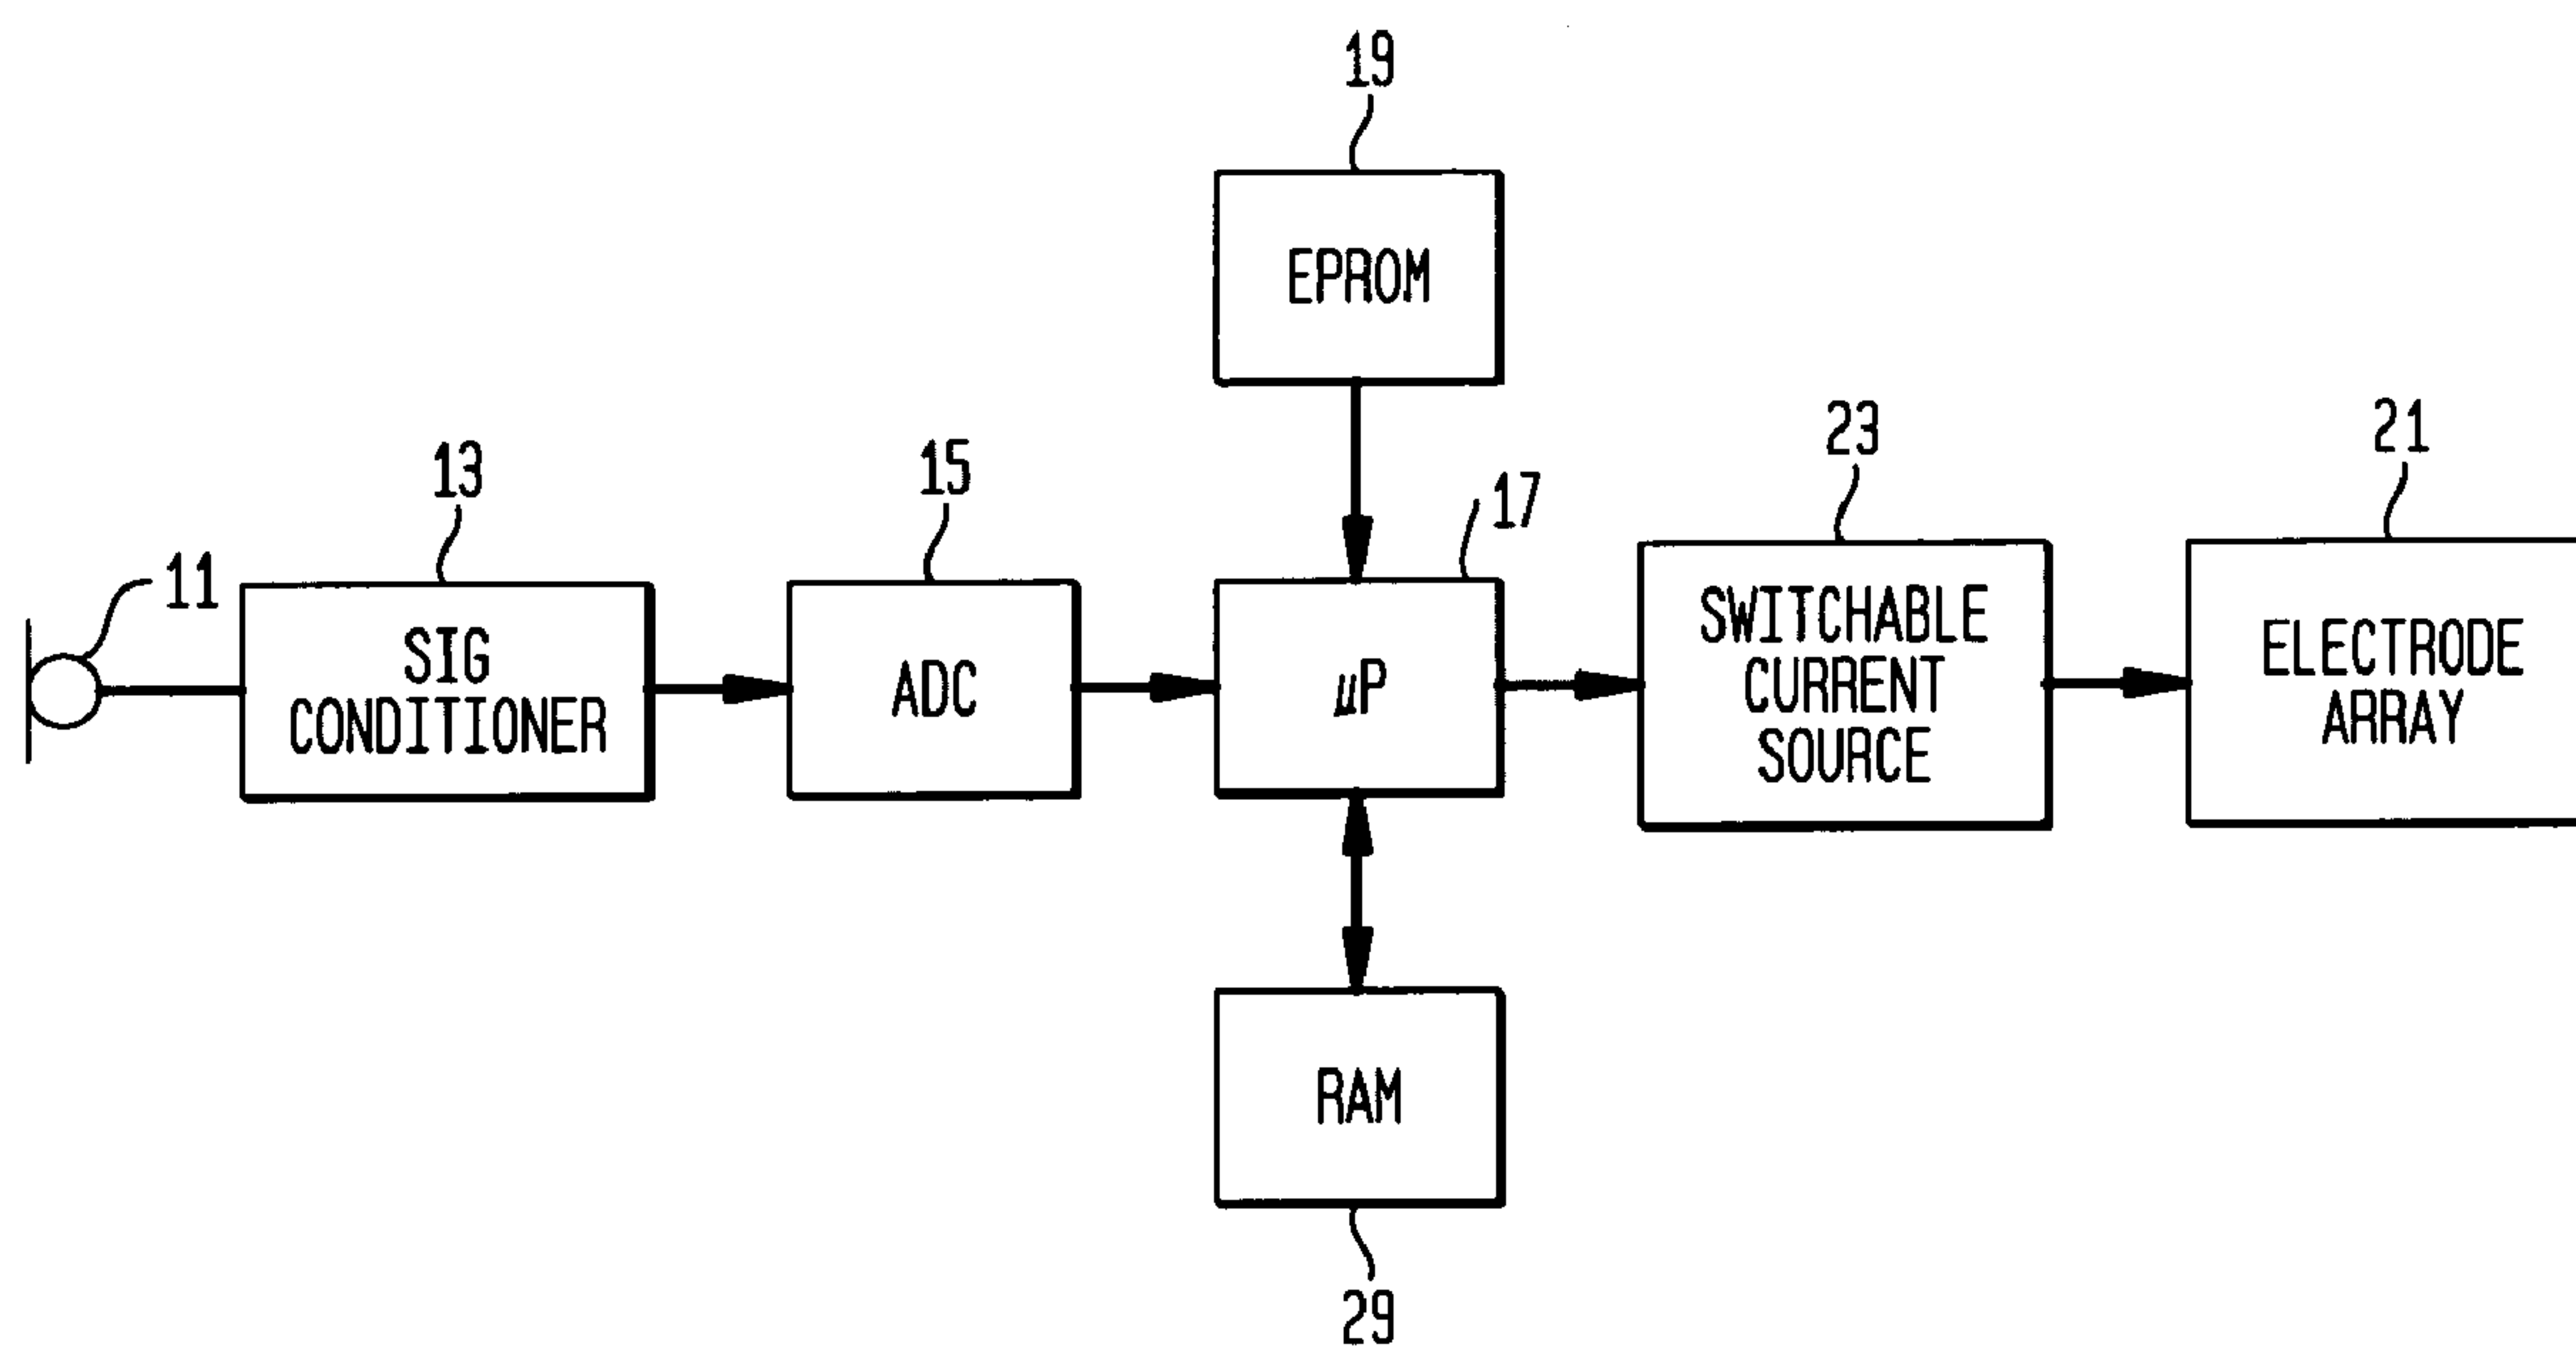 19
EPROM
13
15
17
23
21
11
SIG
CONDITIONER
ADC
µP
SWITCHABLE
CURRENT
SOURCE
ELECTRODE
ARRAY
RAM
29